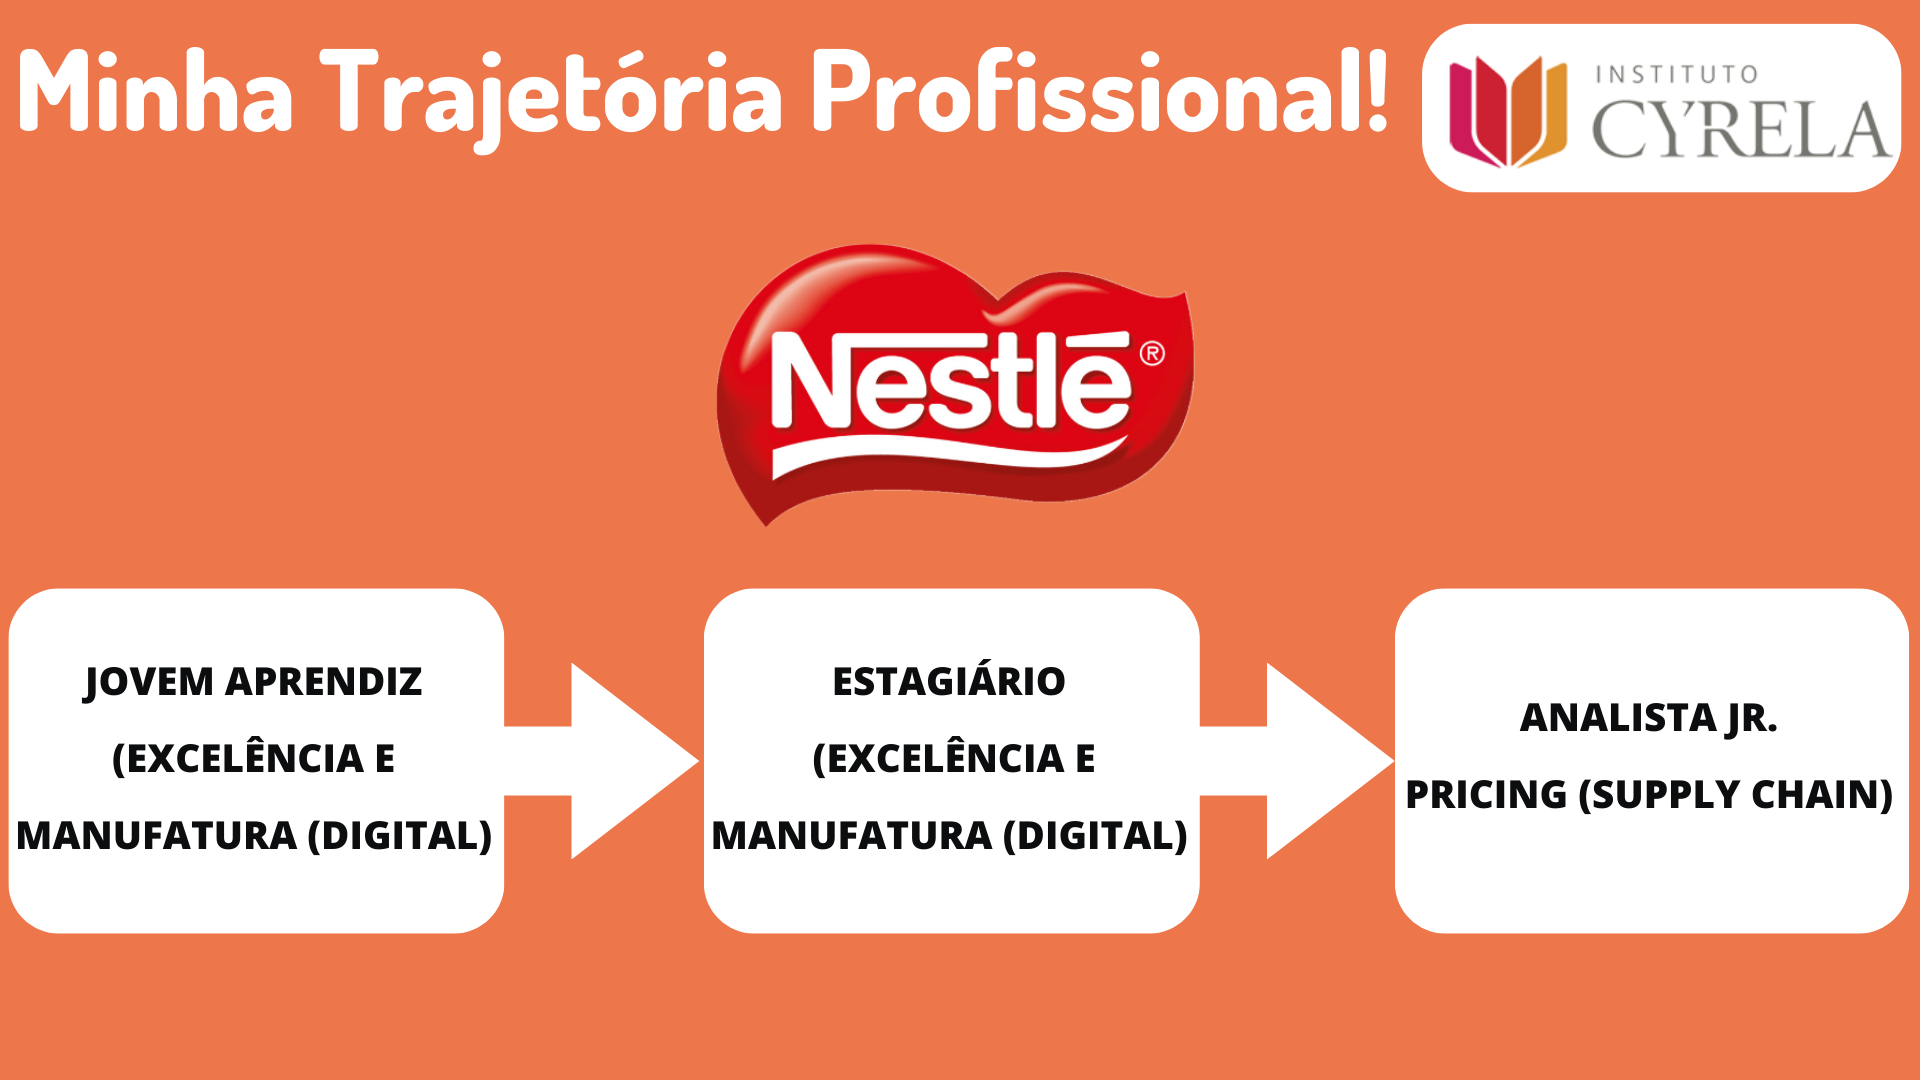 Minha Trajetória Profissional!
INSTITUTO
CYRELA
Nestlé®
JOVEM APRENDIZ
(EXCELÊNCIA E
MANUFATURA (DIGITAL)
ESTAGIÁRIO
(EXCELÊNCIA E
MANUFATURA (DIGITAL)
ANALISTA JR.
PRICING (SUPPLY CHAIN)